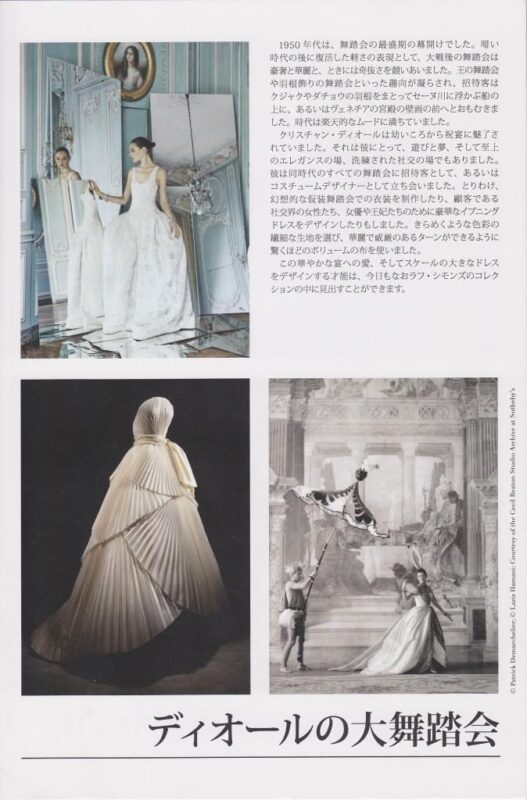 1950年代は、舞踏会の最盛期の幕開けでした。暗い
時代の後に復活した軽さの表現として、大戦後の舞踏会は
豪奢と華麗と、ときには奇抜さを競いあいました。王の舞踏会
や羽根飾りの舞踏会といった趣向が凝らされ、招待客は
クジャクやダチョウの羽根をまとってセーヌ川に浮かぶ船の
上に、あるいはヴェネチアの宮殿の壁画の前へとおもむきま
した。時代は楽天的なムードに満ちていました。
クリスチャン・ディオールは幼いころから祝宴に魅了さ
れていました。それは彼にとって、遊びと夢、そして至上
のエレガンスの場、洗練された社交の場でもありました。
彼は同時代のすべての舞踏会に招待客として、あるいは
コスチュームデザイナーとして立ち会いました。とりわけ、
幻想的な仮装舞踏会での衣装を制作したり、顧客である
社交界の女性たち、女優や王妃たちのために豪華なイブニング
ドレスをデザインしたりもしました。きらめくような色彩の
繊細な生地を選び、華麗で威厳のあるターンができるように
驚くほどのボリュームの布を使いました。
この華やかな宴への愛、そしてスケールの大きなドレス
をデザインする才能は、今日もなおラフ・シモンズのコレク
ションの中に見出すことができます。
© Patrick Demarchelier; © Laziz Hamani; Courtesy of the Cecil Beaton Studio Archive at Sotheby's
ディオールの大舞踏会